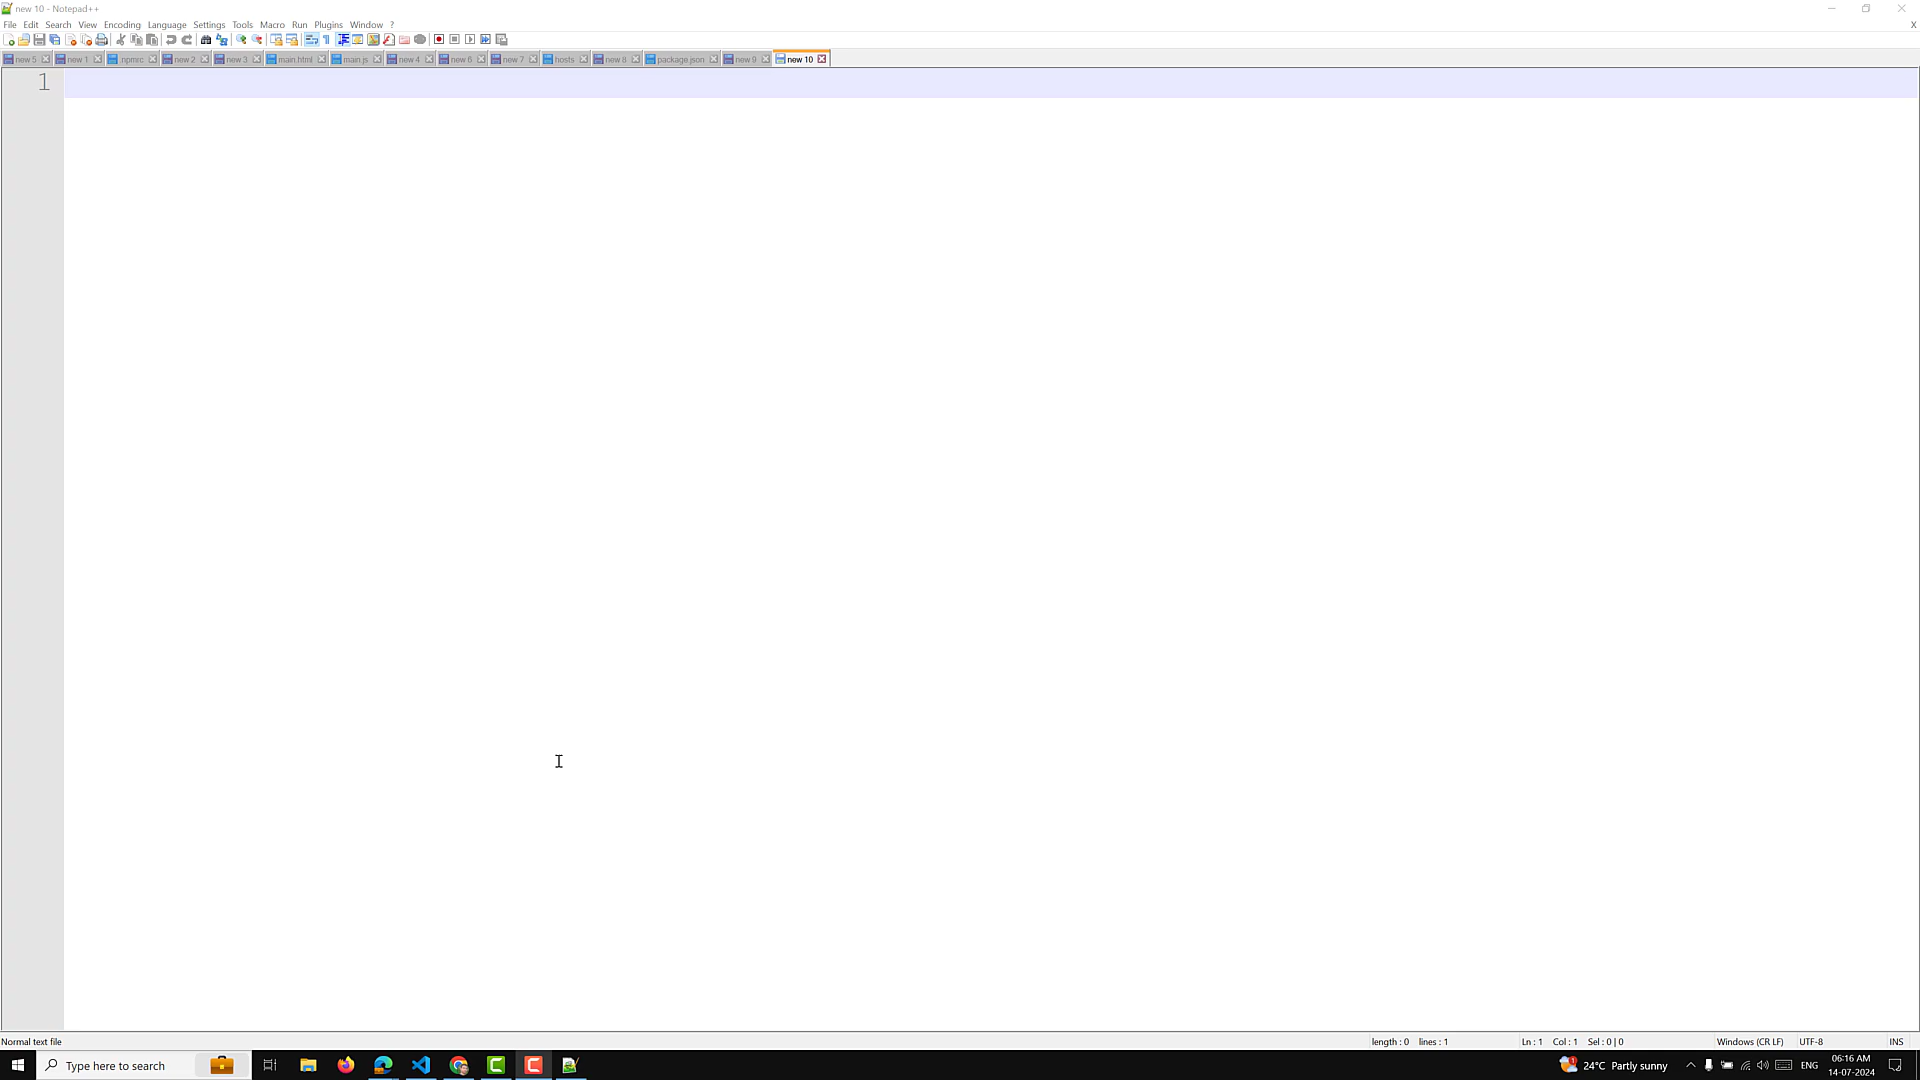 new 10 - Notepad++
File Edit Search View Encoding Language Settings Tools Macro Run Plugins Window ?
X
new 5 new 1 .npmrc new 2 new 3 main.html main.js new 4 new 6 new 7 hosts new 8 package.json new 9 new 10
1
Normal text file length : 0 lines : 1 Ln : 1 Col : 1 Sel : 0 | 0 Windows (CR LF) UTF-8 INS
Type here to search 24°C Partly sunny ENG 06:16 AM
14-07-2024